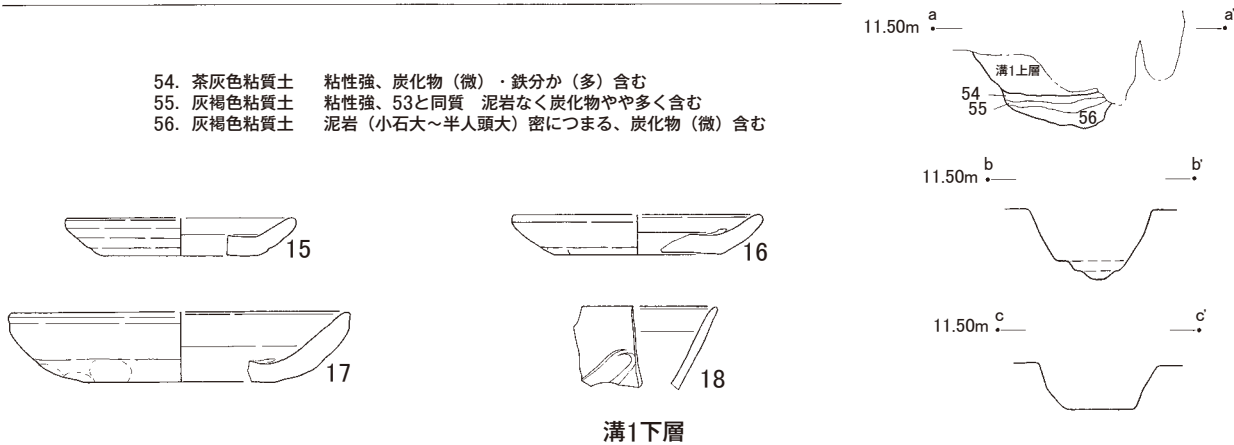 54. 茶灰色粘質土 粘性強、炭化物（微）・鉄分か（多）含む
55. 灰褐色粘質土 粘性強、53と同質 泥岩なく炭化物やや多く含む
56. 灰褐色粘質土 泥岩（小石大～半人頭大）密につまる、炭化物（微）含む
15
16
17
18
溝1下層
a
a'
11.50m
溝1上層
54
55
56
b
b'
11.50m
c
c'
11.50m